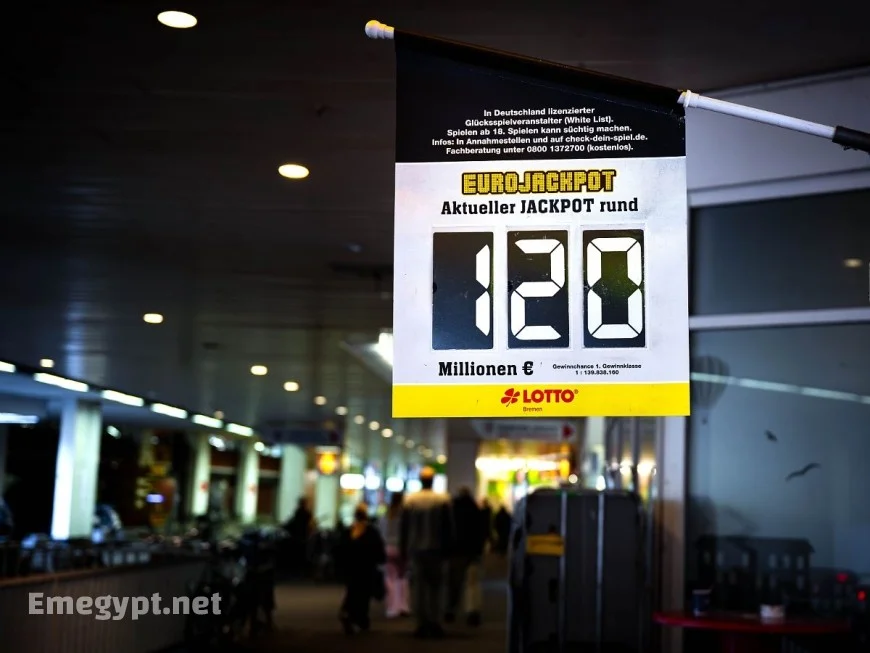 In Deutschland lizenzierter
Glücksspielveranstalter (White List).
Spielen ab 18. Spielen kann süchtig machen.
Infos: In Annahmestellen und auf check-dein-spiel.de.
Fachberatung unter 0800 1372700 (kostenlos).
EUROJACKPOT
Aktueller JACKPOT rund
120
Millionen €
Gewinnchance 1. Gewinnklasse
1 : 139.838.160
LOTTO®
Bremen
Emegypt.net